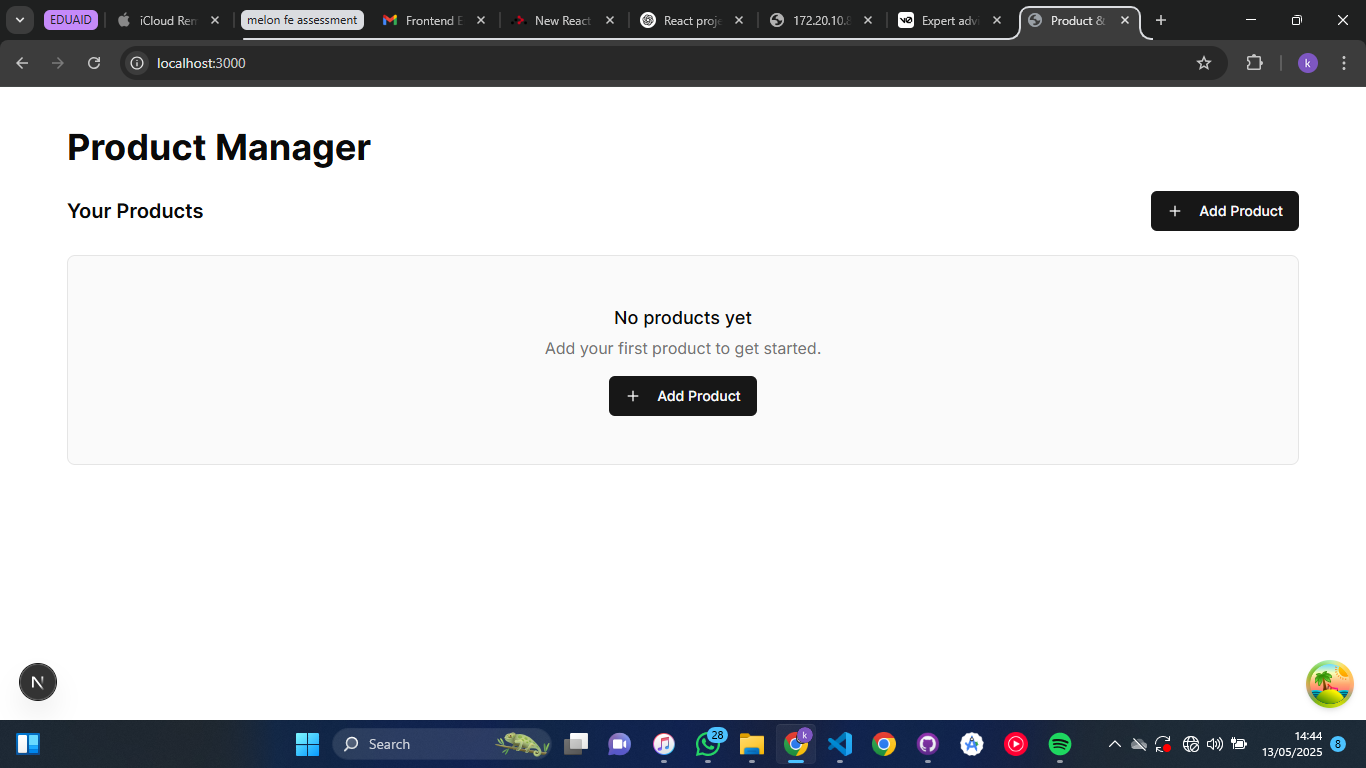 EDUAID
iCloud Rem
melon fe assessment
Frontend E
New React
React proje
172.20.10.8
Expert advi
Product &
localhost:3000
k
Product Manager
Your Products
+ Add Product
No products yet
Add your first product to get started.
+ Add Product
N
Search
28
k
14:44
13/05/2025
8